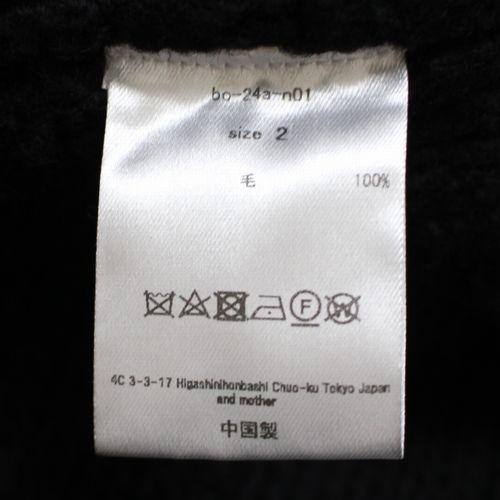 bo-24a-n01
size 2
毛 100%
F W
4C 3-3-17 Higashinihonbashi Chuo-ku Tokyo Japan
and mother
中国製